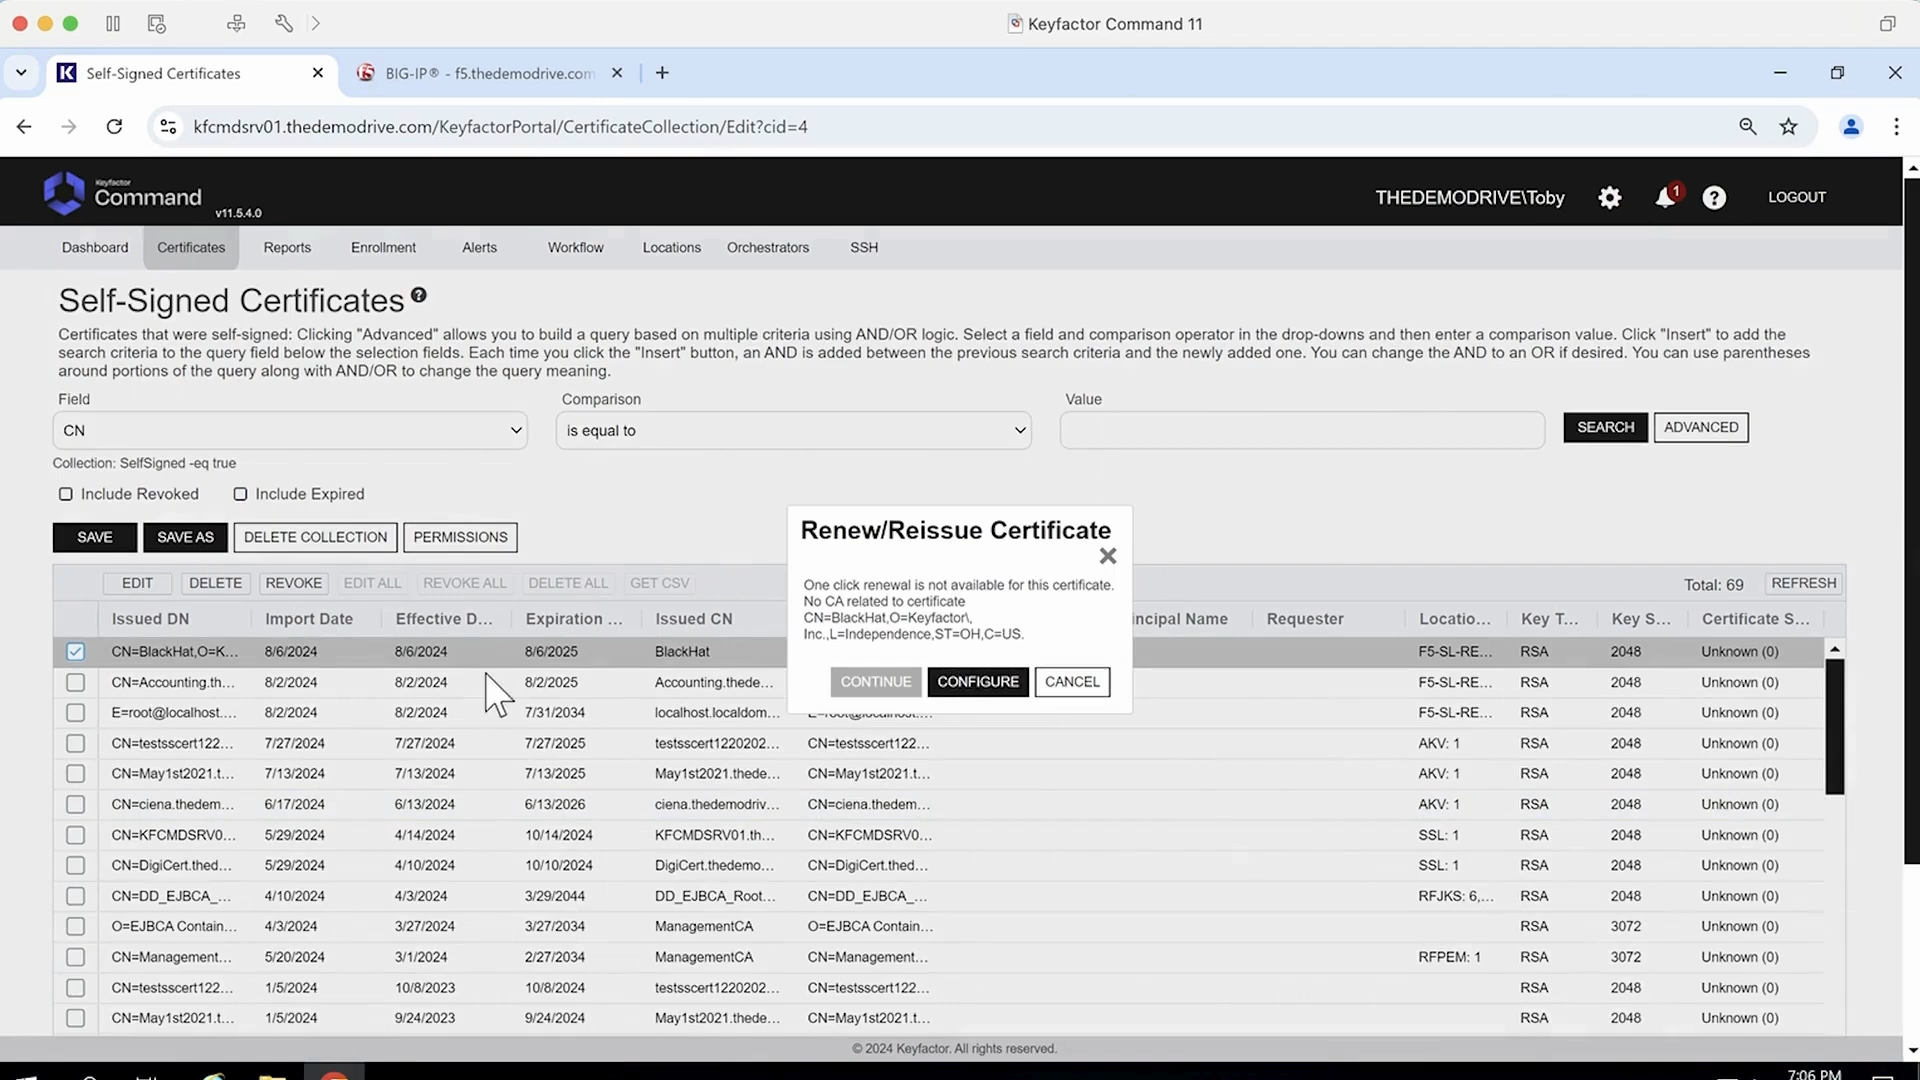 Keyfactor Command 11
Self-Signed Certificates
BIG-IP® - f5.thedemodrive.com
kfcmdsrv01.thedemodrive.com/KeyfactorPortal/CertificateCollection/Edit?cid=4
Keyfactor
Command
v11.5.4.0
THEDEMODRIVE\Toby
1
LOGOUT
Dashboard Certificates Reports Enrollment Alerts Workflow Locations Orchestrators SSH
Self-Signed Certificates
Certificates that were self-signed: Clicking "Advanced" allows you to build a query based on multiple criteria using AND/OR logic. Select a field and comparison operator in the drop-downs and then enter a comparison value. Click "Insert" to add the
search criteria to the query field below the selection fields. Each time you click the "Insert" button, an AND is added between the previous search criteria and the newly added one. You can change the AND to an OR if desired. You can use parentheses
around portions of the query along with AND/OR to change the query meaning.
Field Comparison Value
CN is equal to SEARCH ADVANCED
Collection: SelfSigned -eq true
Include Revoked Include Expired
SAVE SAVE AS DELETE COLLECTION PERMISSIONS
Renew/Reissue Certificate
One click renewal is not available for this certificate.
No CA related to certificate
CN=BlackHat,O=Keyfactor\,
Inc.,L=Independence,ST=OH,C=US.
CONTINUE CONFIGURE CANCEL
EDIT DELETE REVOKE EDIT ALL REVOKE ALL DELETE ALL GET CSV Total: 69 REFRESH
Issued DN Import Date Effective D... Expiration ... Issued CN incipal Name Requester Locatio... Key T... Key S... Certificate S...
CN=BlackHat,O=K... 8/6/2024 8/6/2024 8/6/2025 BlackHat F5-SL-RE... RSA 2048 Unknown (0)
CN=Accounting.th... 8/2/2024 8/2/2024 8/2/2025 Accounting.thede... F5-SL-RE... RSA 2048 Unknown (0)
E=root@localhost.... 8/2/2024 8/2/2024 7/31/2034 localhost.localdom... E=root@localhost.... F5-SL-RE... RSA 2048 Unknown (0)
CN=testsscert122... 7/27/2024 7/27/2024 7/27/2025 testsscert1220202... CN=testsscert122... AKV: 1 RSA 2048 Unknown (0)
CN=May1st2021.t... 7/13/2024 7/13/2024 7/13/2025 May1st2021.thede... CN=May1st2021.t... AKV: 1 RSA 2048 Unknown (0)
CN=ciena.thedem... 6/17/2024 6/13/2024 6/13/2026 ciena.thedemodriv... CN=ciena.thedem... AKV: 1 RSA 2048 Unknown (0)
CN=KFCMDSRV0... 5/29/2024 4/14/2024 10/14/2024 KFCMDSRV01.th... CN=KFCMDSRV0... SSL: 1 RSA 2048 Unknown (0)
CN=DigiCert.thed... 5/29/2024 4/10/2024 10/10/2024 DigiCert.thedemo... CN=DigiCert.thed... SSL: 1 RSA 2048 Unknown (0)
CN=DD_EJBCA_... 4/10/2024 4/3/2024 3/29/2044 DD_EJBCA_Root... CN=DD_EJBCA_... RFJKS: 6,... RSA 2048 Unknown (0)
O=EJBCA Contain... 4/3/2024 3/27/2024 3/27/2034 ManagementCA O=EJBCA Contain... RSA 3072 Unknown (0)
CN=Management... 5/20/2024 3/1/2024 2/27/2034 ManagementCA CN=Management... RFPEM: 1 RSA 3072 Unknown (0)
CN=testsscert122... 1/5/2024 10/8/2023 10/8/2024 testsscert1220202... CN=testsscert122... RSA 2048 Unknown (0)
CN=May1st2021.t... 1/5/2024 9/24/2023 9/24/2024 May1st2021.thede... CN=May1st2021.t... RSA 2048 Unknown (0)
© 2024 Keyfactor. All rights reserved.
7:06 PM